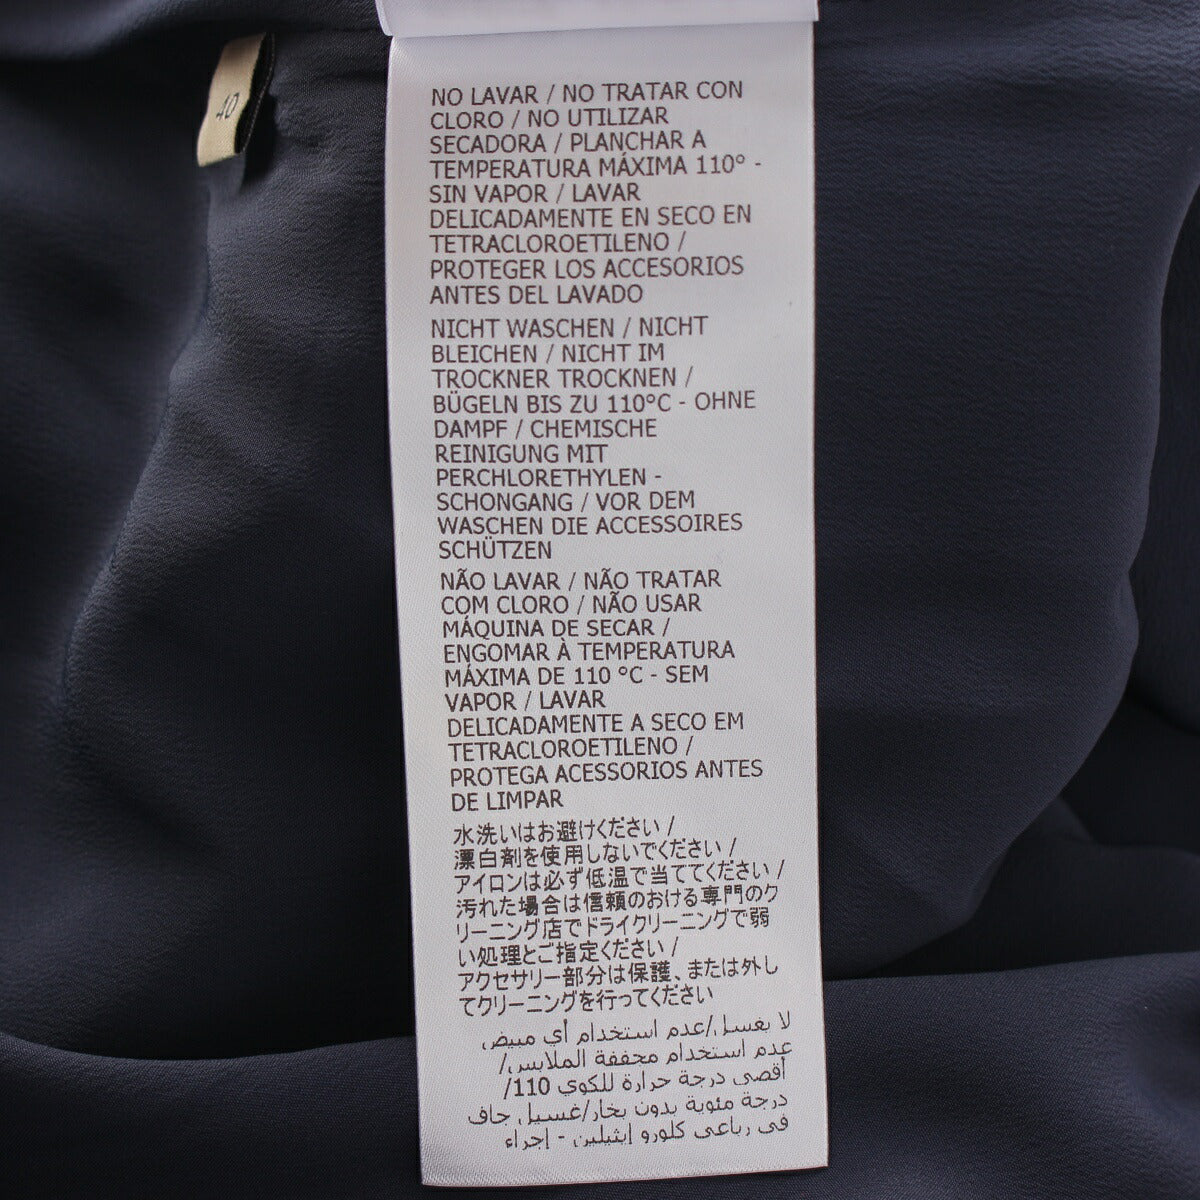 40
NO LAVAR / NO TRATAR CON
CLORO / NO UTILIZAR
SECADORA / PLANCHAR A
TEMPERATURA MÁXIMA 110° -
SIN VAPOR / LAVAR
DELICADAMENTE EN SECO EN
TETRACLOROETILENO /
PROTEGER LOS ACCESORIOS
ANTES DEL LAVADO
NICHT WASCHEN / NICHT
BLEICHEN / NICHT IM
TROCKNER TROCKNEN /
BÜGELN BIS ZU 110°C - OHNE
DAMPF / CHEMISCHE
REINIGUNG MIT
PERCHLORETHYLEN -
SCHONGANG / VOR DEM
WASCHEN DIE ACCESSOIRES
SCHÜTZEN
NÃO LAVAR / NÃO TRATAR
COM CLORO / NÃO USAR
MÁQUINA DE SECAR /
ENGOMAR À TEMPERATURA
MÁXIMA DE 110 °C - SEM
VAPOR / LAVAR
DELICADAMENTE A SECO EM
TETRACLOROETILENO /
PROTEGA ACESSORIOS ANTES
DE LIMPAR
水洗いはお避けください /
漂白剤を使用しないでください /
アイロンは必ず低温で当ててください /
汚れた場合は信頼のおける専門のク
リーニング店でドライクリーニングで弱
い処理とご指定ください /
アクセサリー部分は保護、または外し
てクリーニングを行ってください
لا يغسل/عدم استخدام أي مبيض
عدم استخدام مجففة الملابس/
أقصى درجة حرارة للكوي 110/
درجة مئوية بدون بخار/غسيل جاف
في رباعي كلورو إيثيلين - إجراء